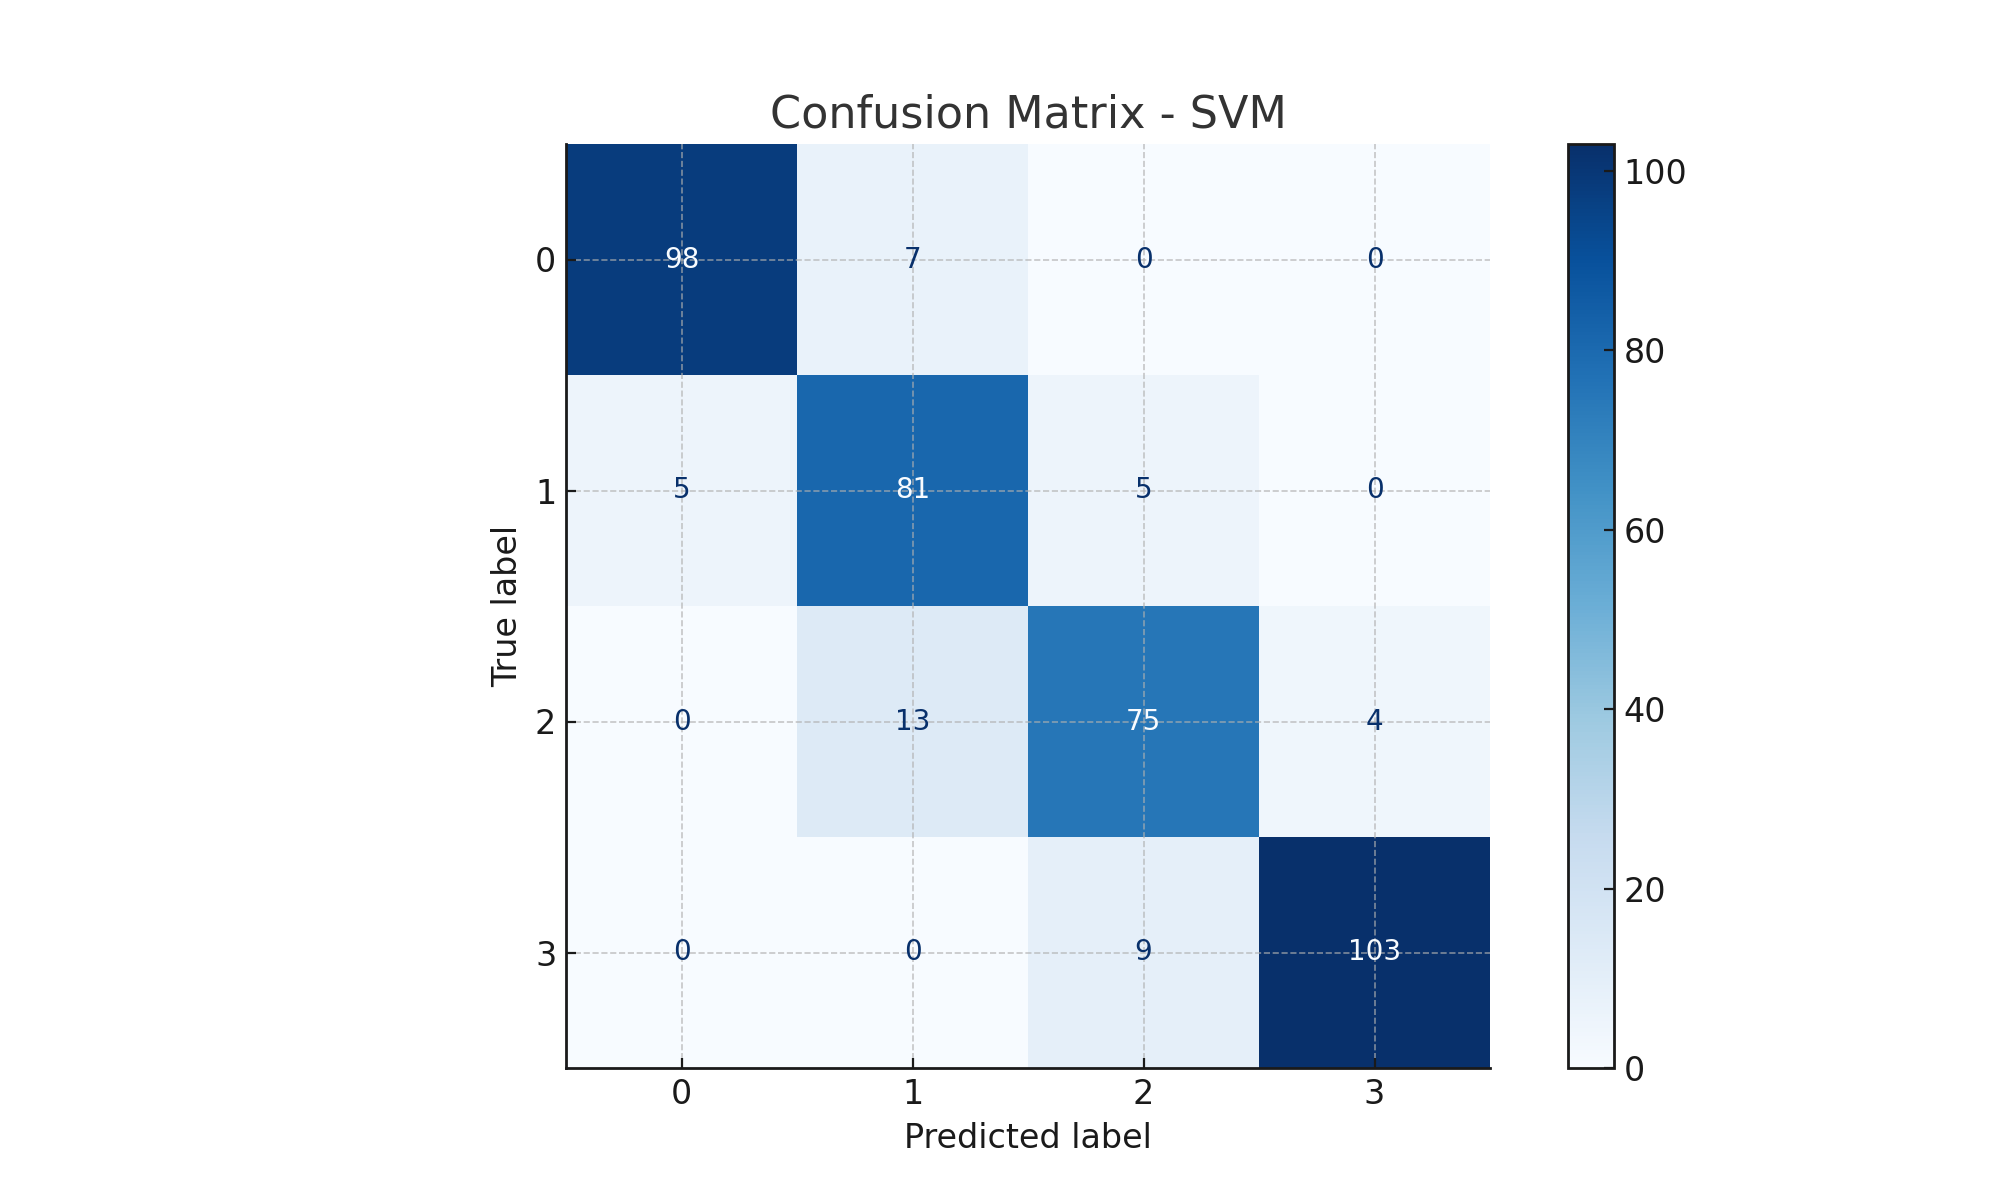 Confusion Matrix - SVM
0 98 7 0 0
1 5 81 5 0
2 0 13 75 4
3 0 0 9 103
0 1 2 3
Predicted label
True label
100
80
60
40
20
0